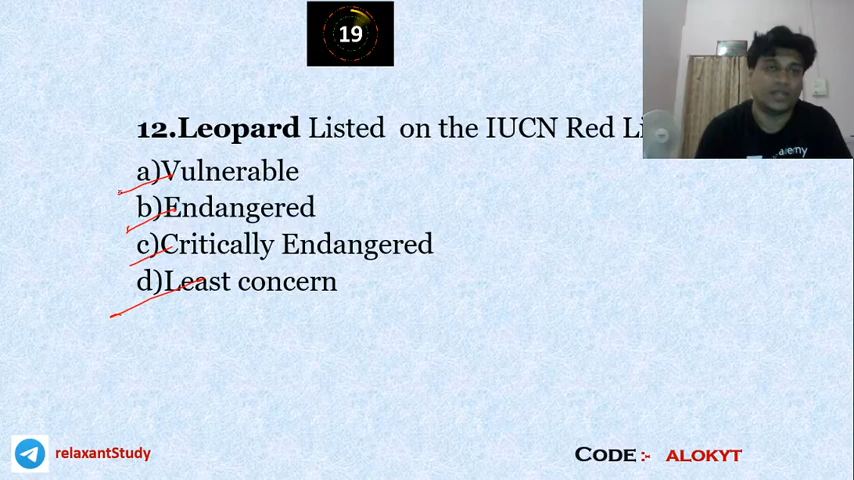 19
12.Leopard Listed on the IUCN Red Li
a)Vulnerable
b)Endangered
c)Critically Endangered
d)Least concern
relaxantStudy
CODE :- ALOKYT